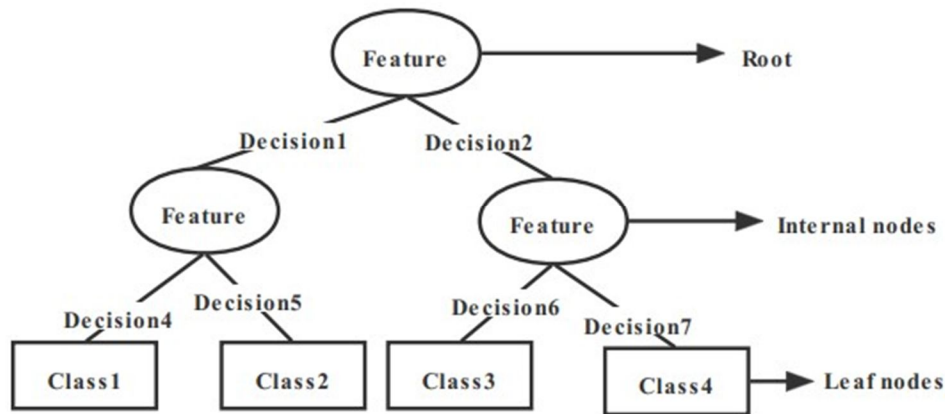 Feature
Root
Decision1
Decision2
Feature
Feature
Internal nodes
Decision4
Decision5
Decision6
Decision7
Class1
Class2
Class3
Class4
Leaf nodes